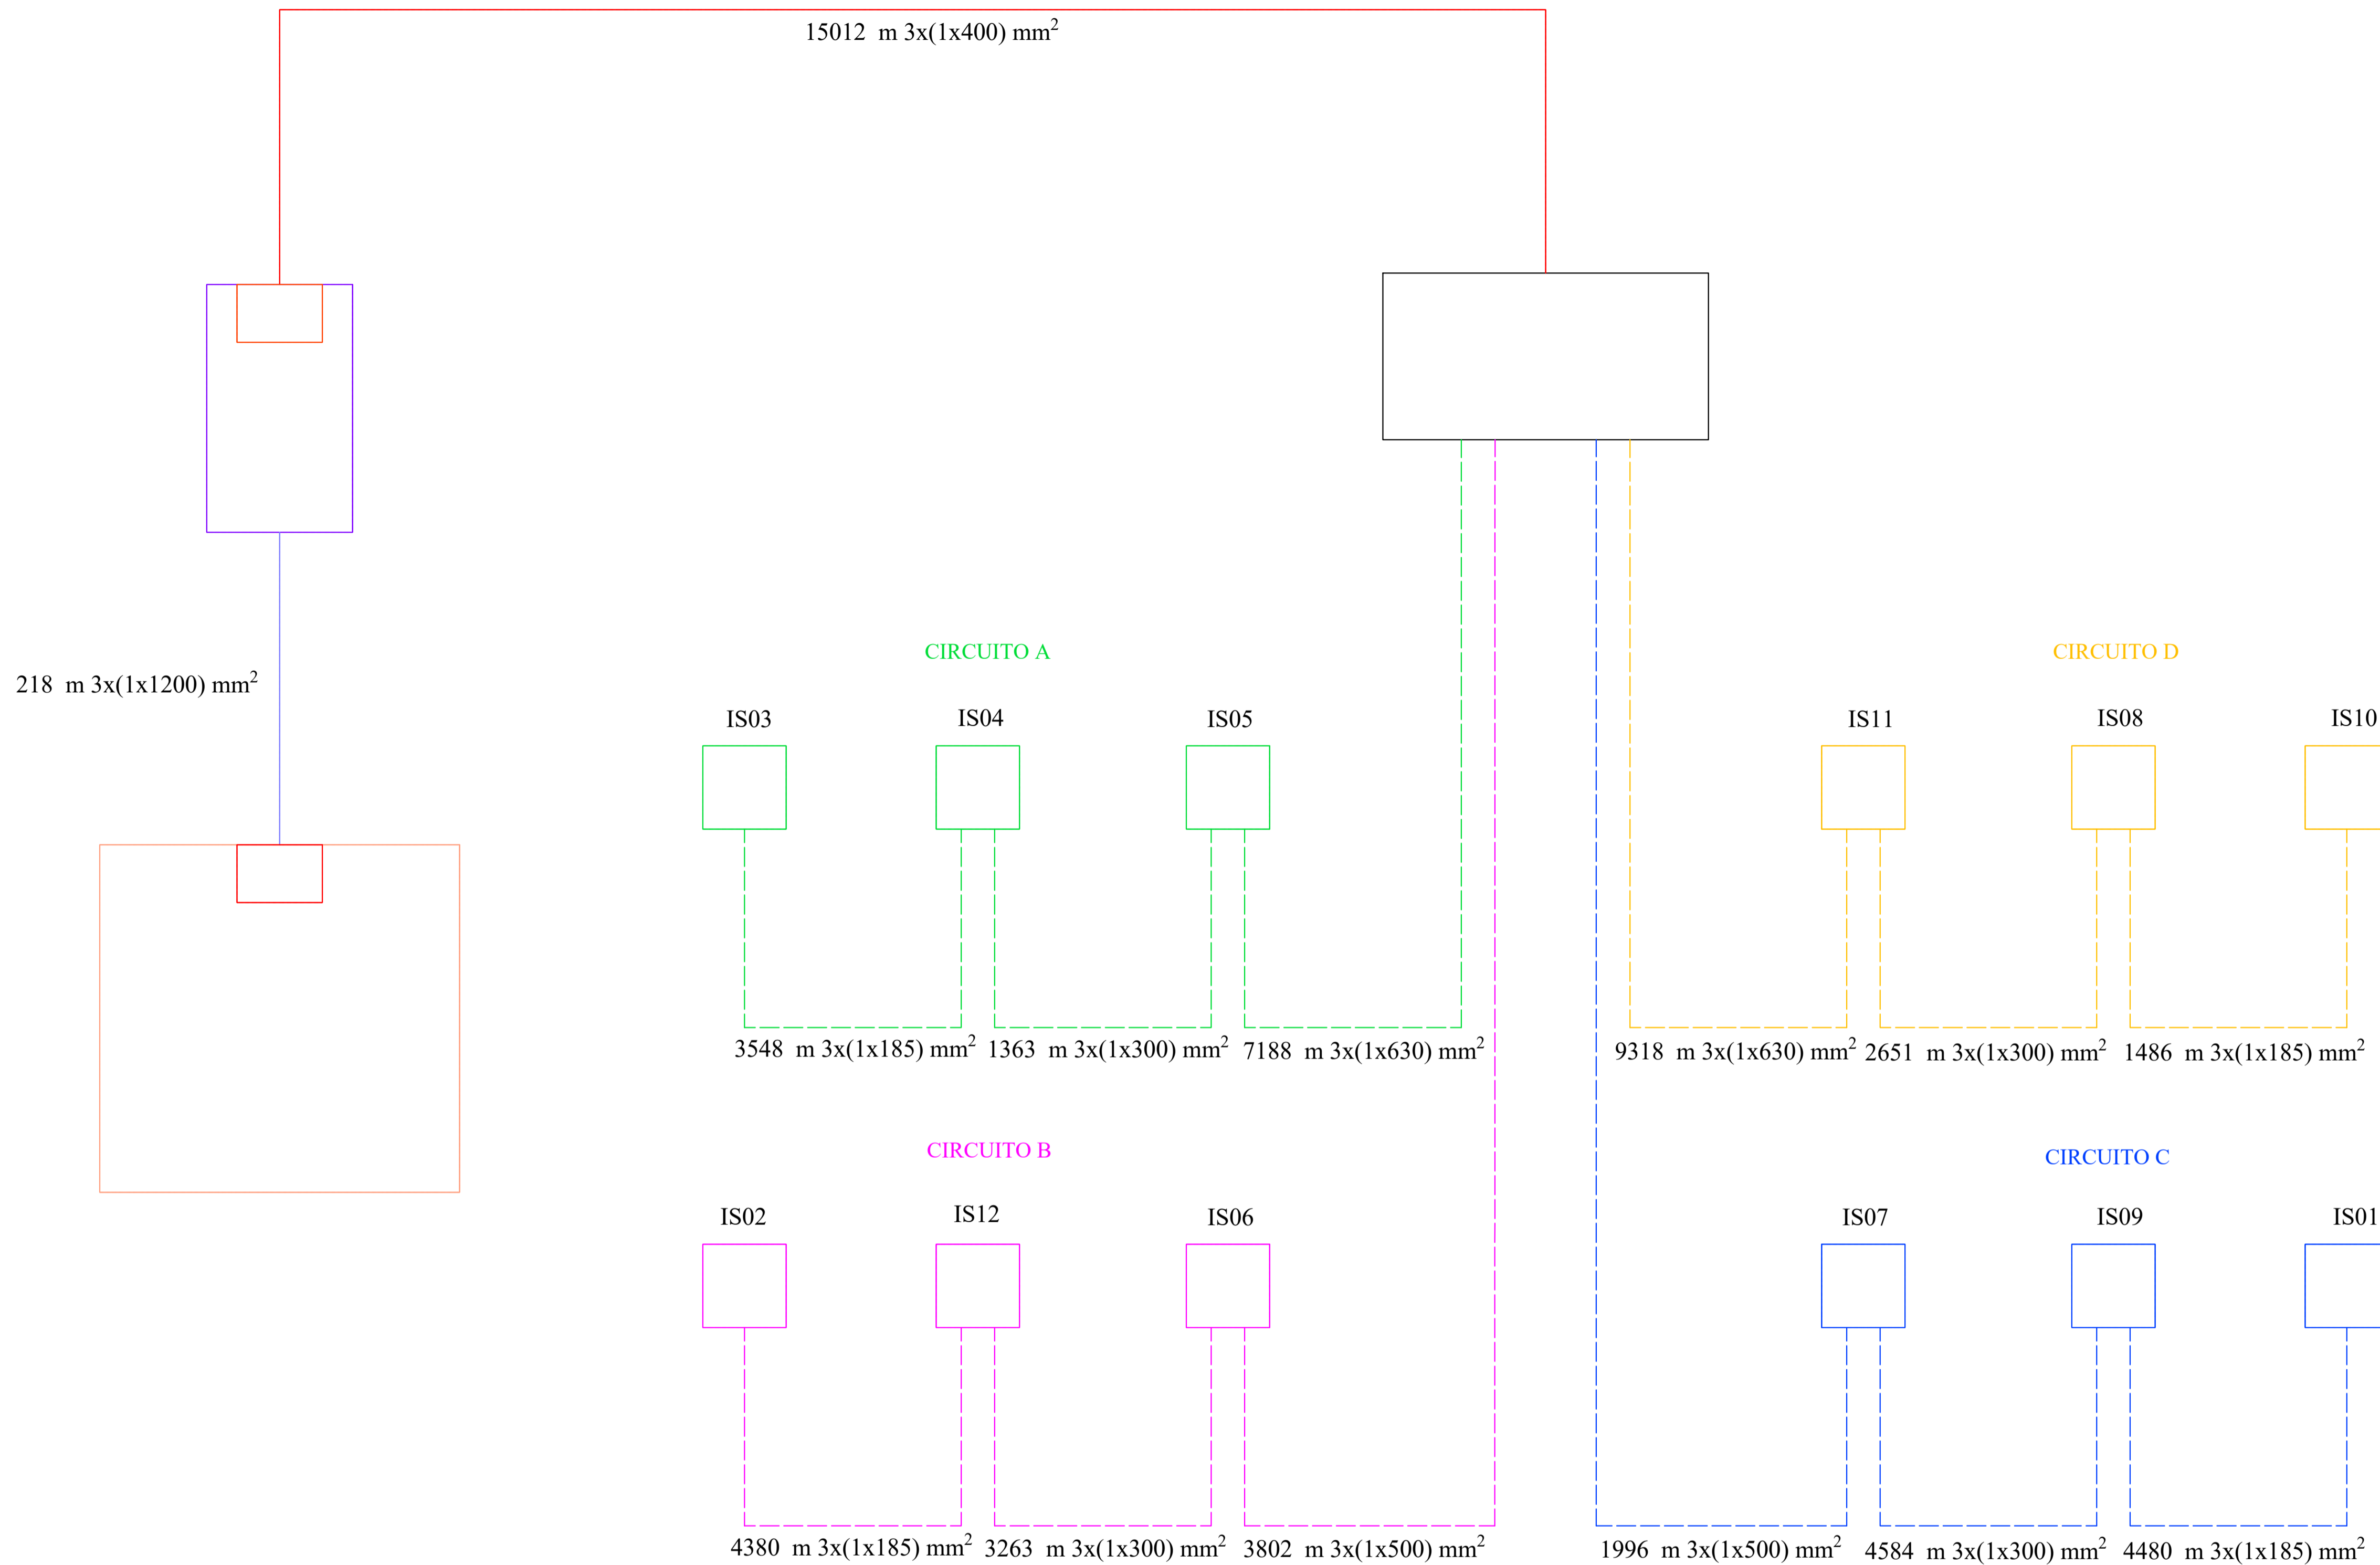 15012 m 3x(1x400) mm²
218 m 3x(1x1200) mm²
CIRCUITO A
IS03 IS04 IS05
3548 m 3x(1x185) mm² 1363 m 3x(1x300) mm² 7188 m 3x(1x630) mm²
CIRCUITO D
IS11 IS08 IS10
9318 m 3x(1x630) mm² 2651 m 3x(1x300) mm² 1486 m 3x(1x185) mm²
CIRCUITO B
IS02 IS12 IS06
4380 m 3x(1x185) mm² 3263 m 3x(1x300) mm² 3802 m 3x(1x500) mm²
CIRCUITO C
IS07 IS09 IS01
1996 m 3x(1x500) mm² 4584 m 3x(1x300) mm² 4480 m 3x(1x185) mm²